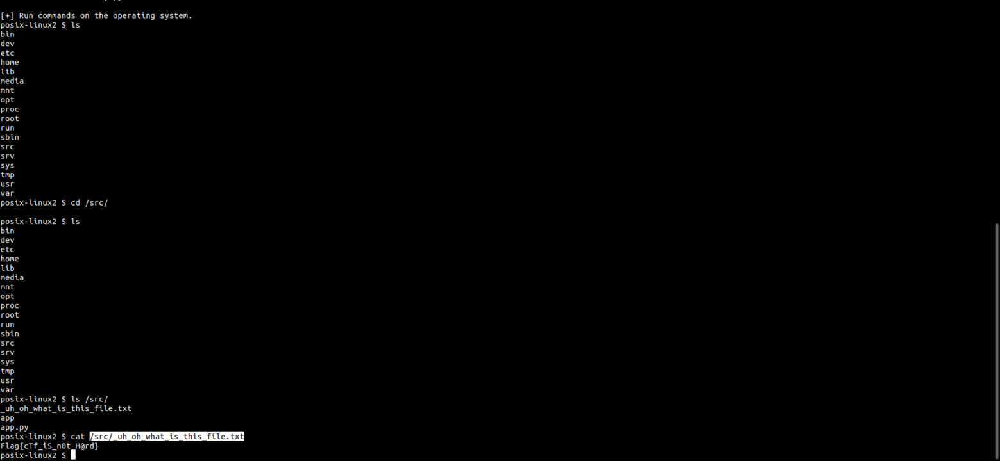 [+] Run commands on the operating system.
posix-linux2 $ ls
bin
dev
etc
home
lib
media
mnt
opt
proc
root
run
sbin
src
srv
sys
tmp
usr
var
posix-linux2 $ cd /src/
posix-linux2 $ ls
bin
dev
etc
home
lib
media
mnt
opt
proc
root
run
sbin
src
srv
sys
tmp
usr
var
posix-linux2 $ ls /src/
_uh_oh_what_is_this_file.txt
app
app.py
posix-linux2 $ cat /src/_uh_oh_what_is_this_file.txt
Flag{cTf_iS_n0t_H@rd}
posix-linux2 $